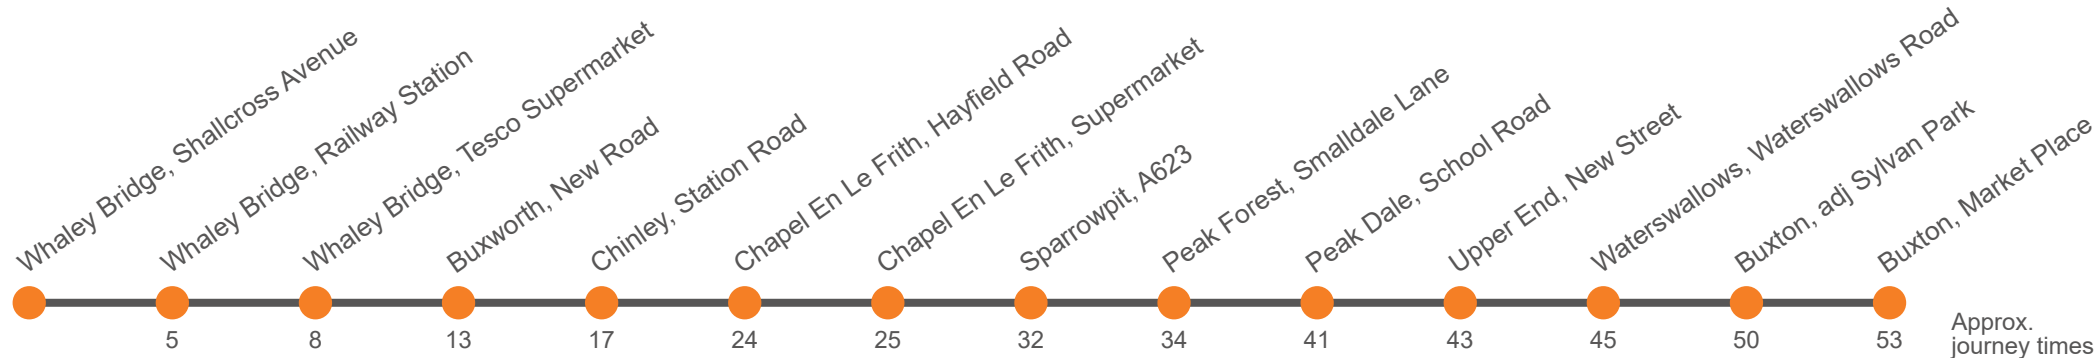 Whaley Bridge, Shallcross Avenue
Whaley Bridge, Railway Station
Whaley Bridge, Tesco Supermarket
Buxworth, New Road
Chinley, Station Road
Chapel En Le Frith, Hayfield Road
Chapel En Le Frith, Supermarket
Sparrowpit, A623
Peak Forest, Smalldale Lane
Peak Dale, School Road
Upper End, New Street
Waterswallows, Waterswallows Road
Buxton, adj Sylvan Park
Buxton, Market Place
5 8 13 17 24 25 32 34 41 43 45 50 53
Approx.
journey times